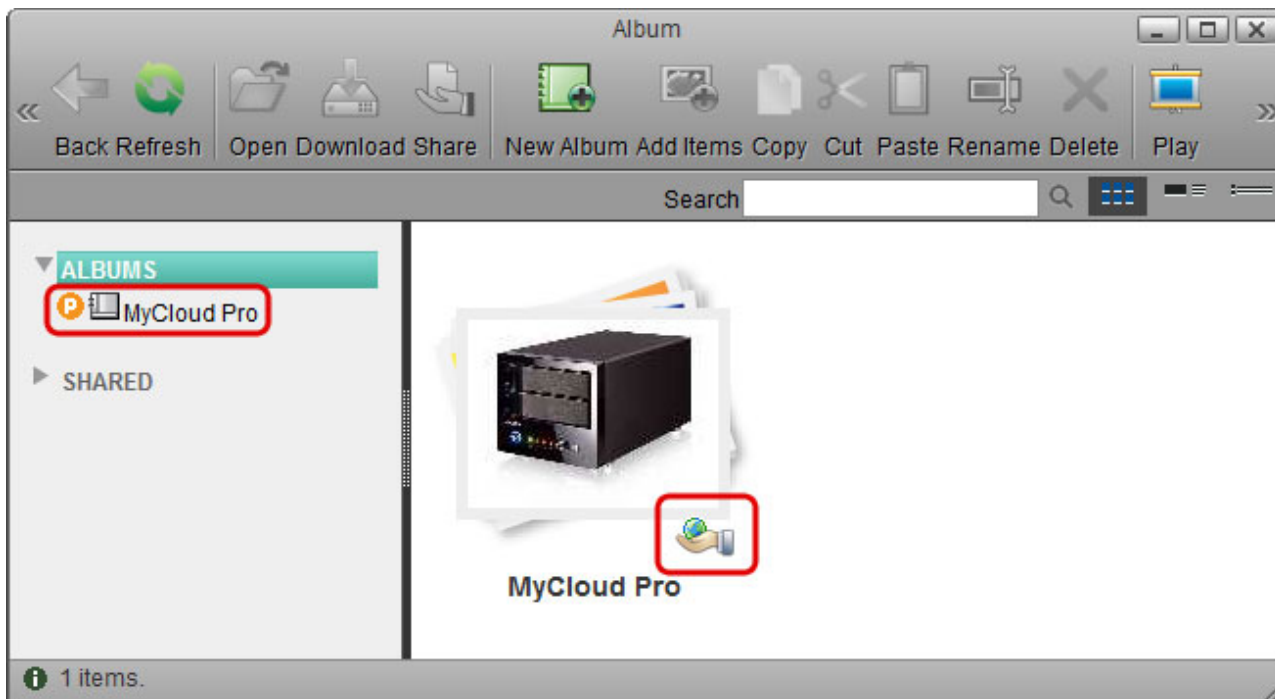 Album
Back Refresh Open Download Share New Album Add Items Copy Cut Paste Rename Delete Play
Search
ALBUMS
P MyCloud Pro
SHARED
MyCloud Pro
1 items.